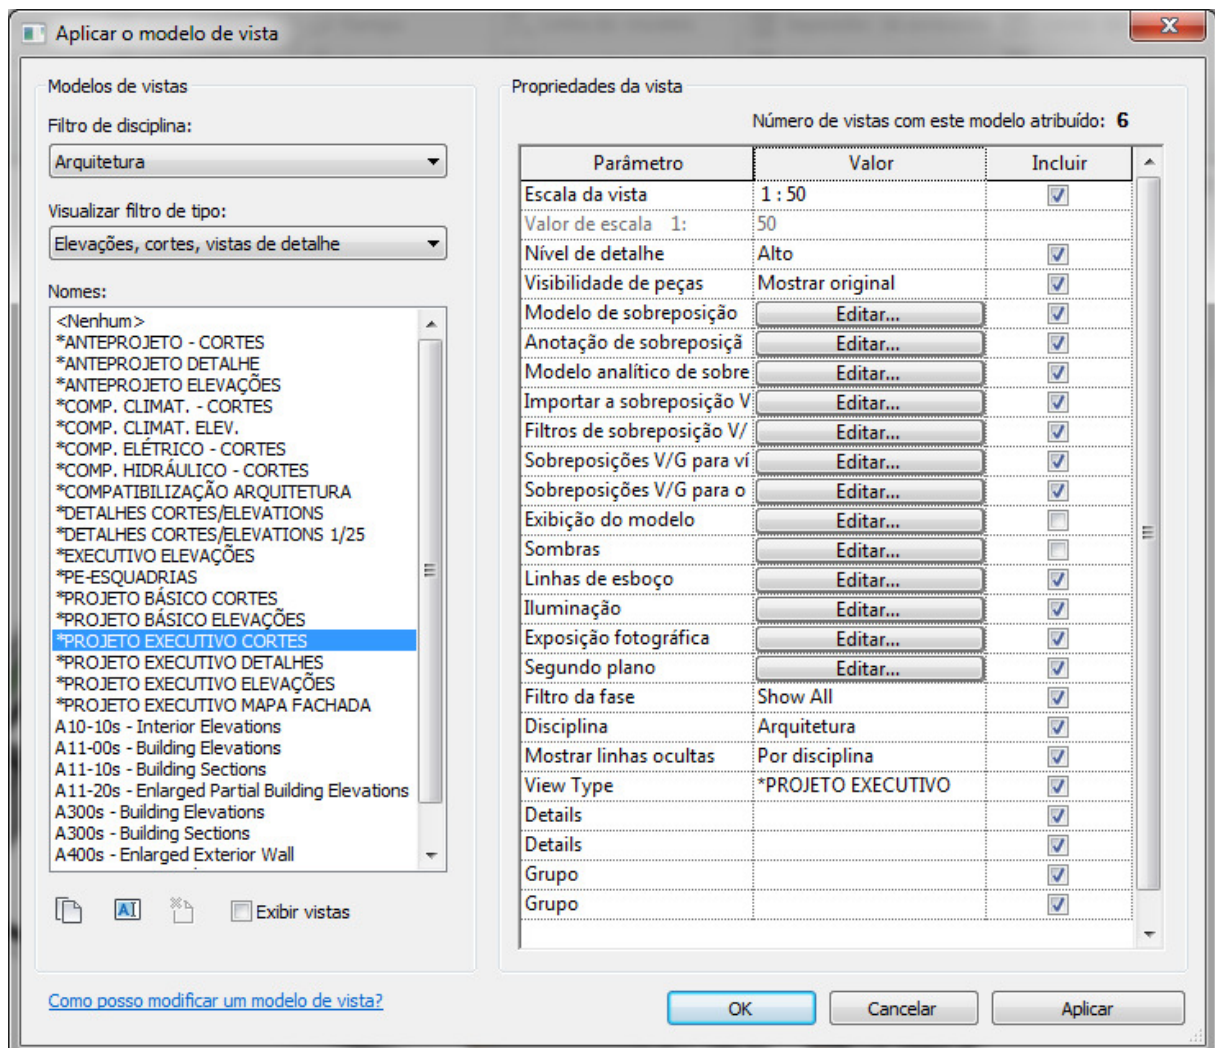 Aplicar o modelo de vista
Modelos de vistas
Filtro de disciplina:
Arquitetura
Visualizar filtro de tipo:
Elevações, cortes, vistas de detalhe
Nomes:
<Nenhum>
*ANTEPROJETO - CORTES
*ANTEPROJETO DETALHE
*ANTEPROJETO ELEVAÇÕES
*COMP. CLIMAT. - CORTES
*COMP. CLIMAT. ELEV.
*COMP. ELÉTRICO - CORTES
*COMP. HIDRÁULICO - CORTES
*COMPATIBILIZAÇÃO ARQUITETURA
*DETALHES CORTES/ELEVATIONS
*DETALHES CORTES/ELEVATIONS 1/25
*EXECUTIVO ELEVAÇÕES
*PE-ESQUADRIAS
*PROJETO BÁSICO CORTES
*PROJETO BÁSICO ELEVAÇÕES
*PROJETO EXECUTIVO CORTES
*PROJETO EXECUTIVO DETALHES
*PROJETO EXECUTIVO ELEVAÇÕES
*PROJETO EXECUTIVO MAPA FACHADA
A10-10s - Interior Elevations
A11-00s - Building Elevations
A11-10s - Building Sections
A11-20s - Enlarged Partial Building Elevations
A300s - Building Elevations
A300s - Building Sections
A400s - Enlarged Exterior Wall
Exibir vistas
Como posso modificar um modelo de vista?
Propriedades da vista
Número de vistas com este modelo atribuído: 6
Parâmetro Valor Incluir
Escala da vista 1 : 50
Valor de escala 1: 50
Nível de detalhe Alto
Visibilidade de peças Mostrar original
Modelo de sobreposição Editar...
Anotação de sobreposiçã Editar...
Modelo analítico de sobre Editar...
Importar a sobreposição V Editar...
Filtros de sobreposição V/ Editar...
Sobreposições V/G para ví Editar...
Sobreposições V/G para o Editar...
Exibição do modelo Editar...
Sombras Editar...
Linhas de esboço Editar...
Iluminação Editar...
Exposição fotográfica Editar...
Segundo plano Editar...
Filtro da fase Show All
Disciplina Arquitetura
Mostrar linhas ocultas Por disciplina
View Type *PROJETO EXECUTIVO
Details
Details
Grupo
Grupo
OK Cancelar Aplicar